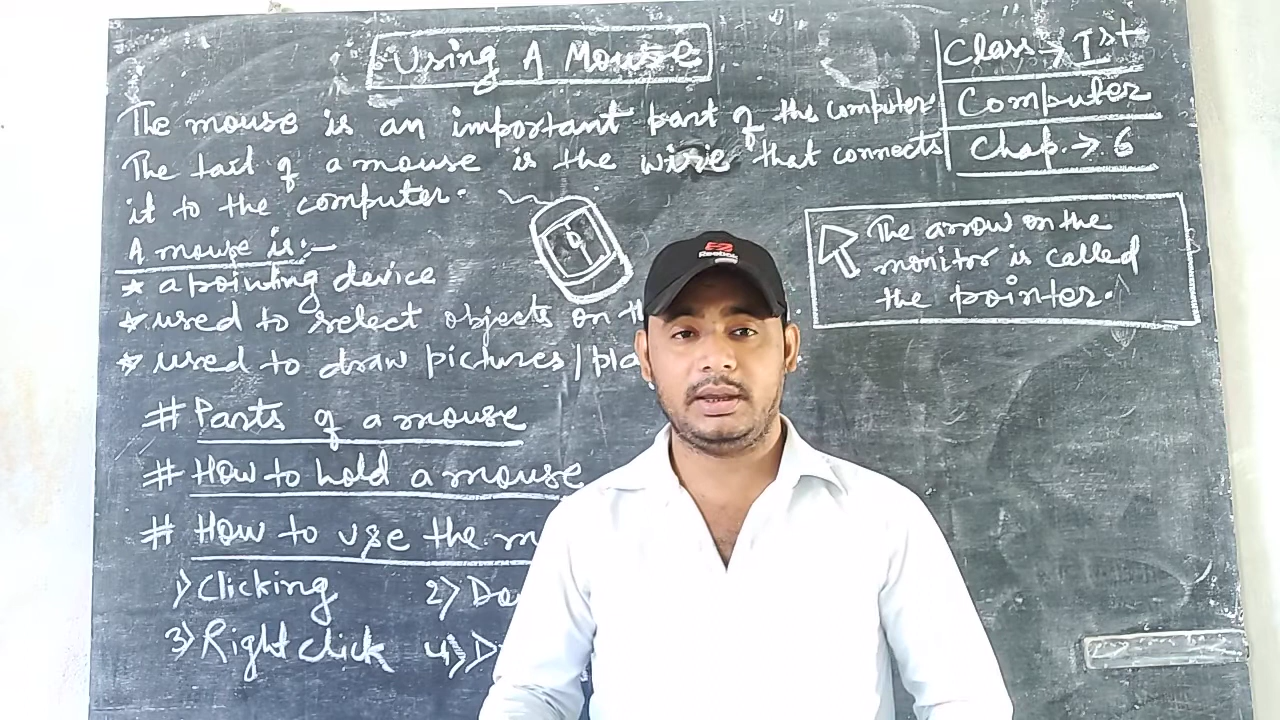 Using A Mouse
Class → Ist
Computer
Chap. → 6
The mouse is an important part of the computer.
The tail of a mouse is the wire that connects
it to the computer.
A mouse is :-
* a pointing device
* used to select objects on th
* used to draw pictures / pla
# Parts of a mouse
# How to hold a mouse
# How to use the m
1) Clicking 2) Do
3) Right click 4) D
The arrow on the
monitor is called
the pointer.
Reebok